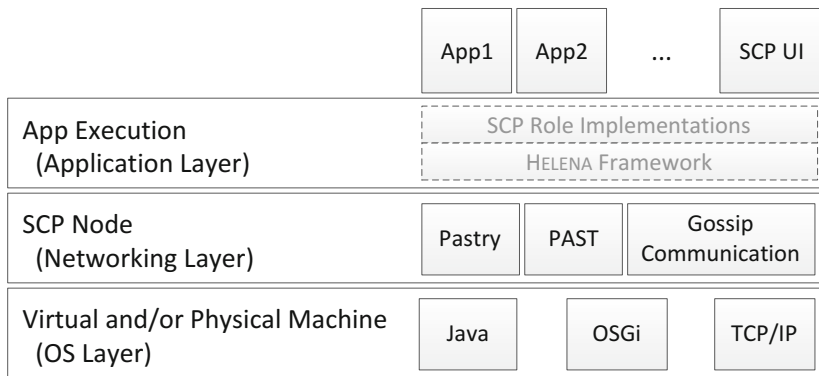 App1 App2 ... SCP UI
App Execution
(Application Layer)
SCP Role Implementations
HELENA Framework
SCP Node
(Networking Layer)
Pastry PAST Gossip
Communication
Virtual and/or Physical Machine
(OS Layer)
Java OSGi TCP/IP